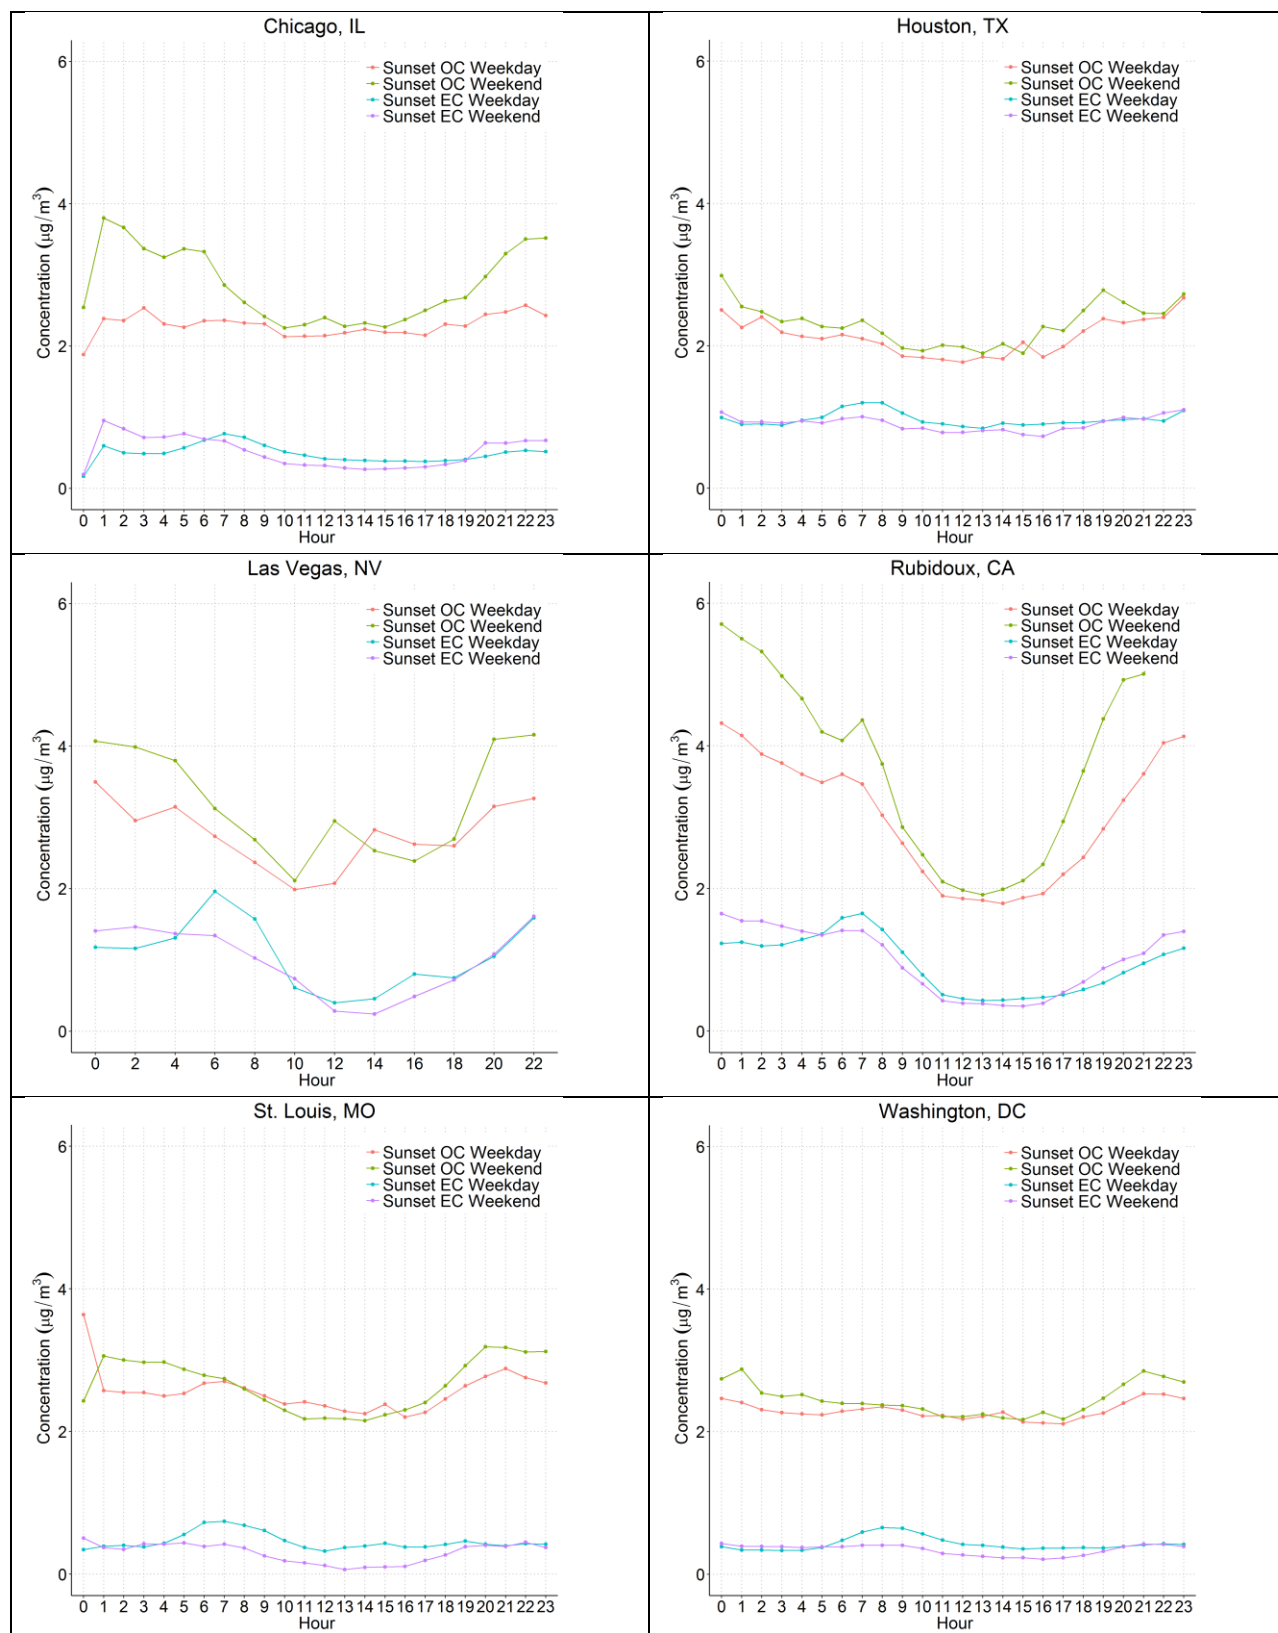 Chicago, IL
Sunset OC Weekday
Sunset OC Weekend
Sunset EC Weekday
Sunset EC Weekend
Concentration (μg/m³)
6
4
2
0
0 1 2 3 4 5 6 7 8 9 10 11 12 13 14 15 16 17 18 19 20 21 22 23
Hour
Houston, TX
Sunset OC Weekday
Sunset OC Weekend
Sunset EC Weekday
Sunset EC Weekend
Concentration (μg/m³)
6
4
2
0
0 1 2 3 4 5 6 7 8 9 10 11 12 13 14 15 16 17 18 19 20 21 22 23
Hour
Las Vegas, NV
Sunset OC Weekday
Sunset OC Weekend
Sunset EC Weekday
Sunset EC Weekend
Concentration (μg/m³)
6
4
2
0
0 2 4 6 8 10 12 14 16 18 20 22
Hour
Rubidoux, CA
Sunset OC Weekday
Sunset OC Weekend
Sunset EC Weekday
Sunset EC Weekend
Concentration (μg/m³)
6
4
2
0
0 1 2 3 4 5 6 7 8 9 10 11 12 13 14 15 16 17 18 19 20 21 22 23
Hour
St. Louis, MO
Sunset OC Weekday
Sunset OC Weekend
Sunset EC Weekday
Sunset EC Weekend
Concentration (μg/m³)
6
4
2
0
0 1 2 3 4 5 6 7 8 9 10 11 12 13 14 15 16 17 18 19 20 21 22 23
Hour
Washington, DC
Sunset OC Weekday
Sunset OC Weekend
Sunset EC Weekday
Sunset EC Weekend
Concentration (μg/m³)
6
4
2
0
0 1 2 3 4 5 6 7 8 9 10 11 12 13 14 15 16 17 18 19 20 21 22 23
Hour